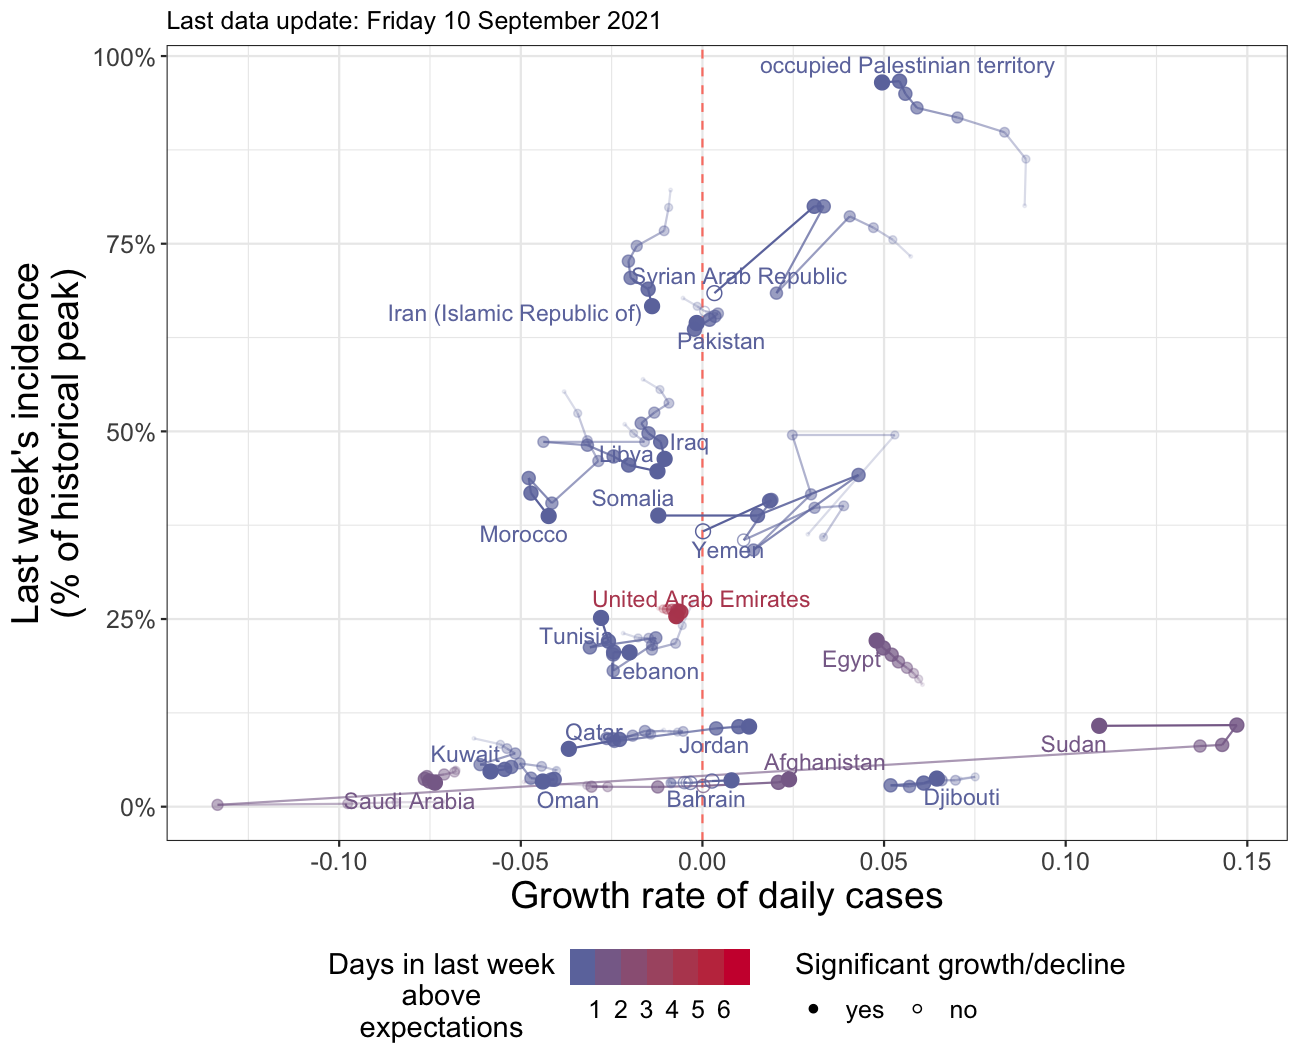 Last data update: Friday 10 September 2021
Last week's incidence
(% of historical peak)
100%
75%
50%
25%
0%
occupied Palestinian territory
Syrian Arab Republic
Iran (Islamic Republic of)
Pakistan
Iraq
Libya
Somalia
Morocco
Yemen
United Arab Emirates
Tunisia
Egypt
Lebanon
Qatar
Jordan
Sudan
Kuwait
Afghanistan
Saudi Arabia
Oman
Bahrain
Djibouti
-0.10 -0.05 0.00 0.05 0.10 0.15
Growth rate of daily cases
Days in last week
above
expectations
1 2 3 4 5 6
Significant growth/decline
yes no